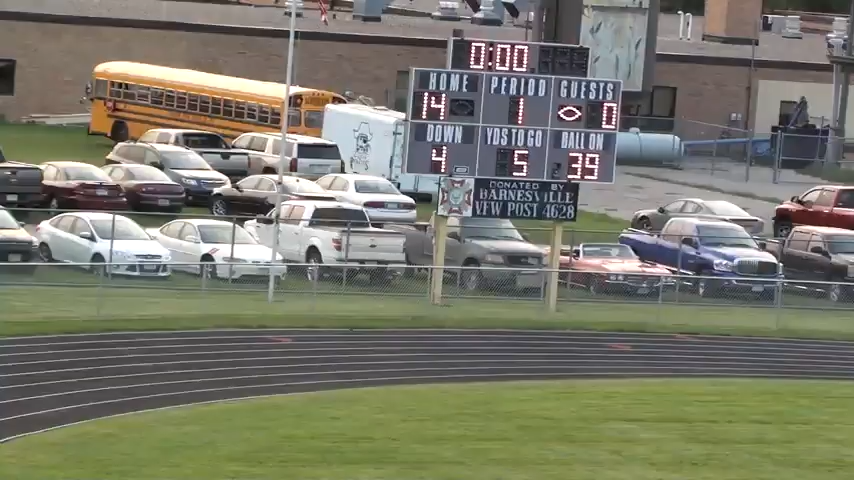 0:00
HOME PERIOD GUESTS
14 1 0
DOWN YDS TO GO BALL ON
4 5 39
DONATED BY
BARNESVILLE
VFW POST 4628